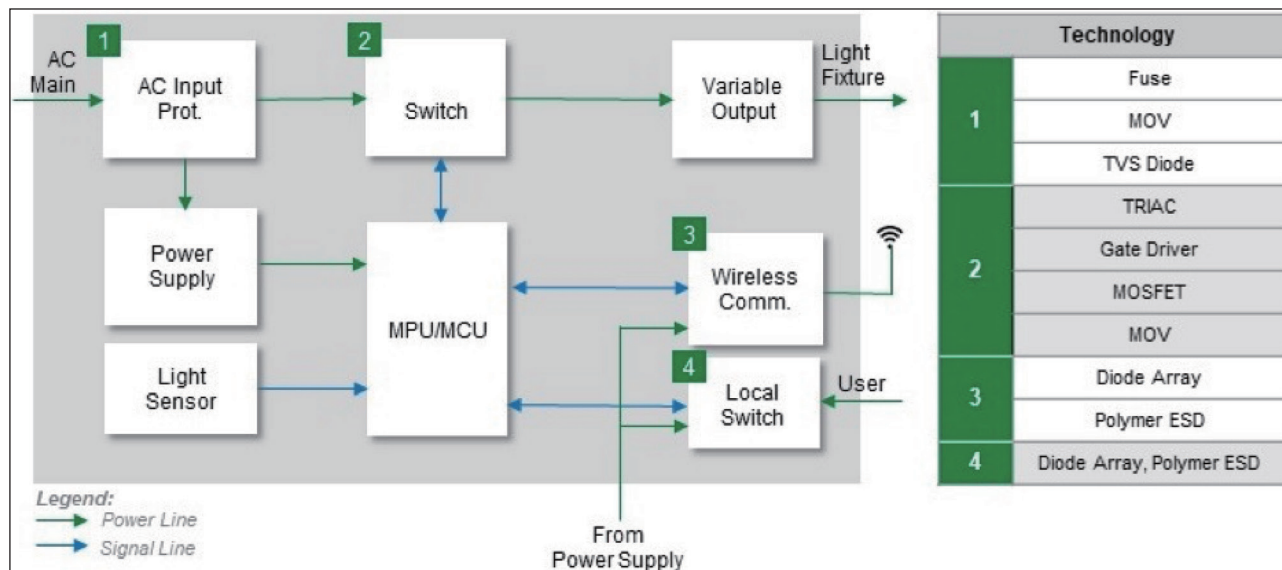 1
AC
Main
AC Input
Prot.
2
Switch
Variable
Output
Light
Fixture
Power
Supply
MPU/MCU
3
Wireless
Comm.
Light
Sensor
4
Local
Switch
User
Legend:
Power Line
Signal Line
From
Power Supply
Technology
1
Fuse
MOV
TVS Diode
2
TRIAC
Gate Driver
MOSFET
MOV
3
Diode Array
Polymer ESD
4
Diode Array, Polymer ESD